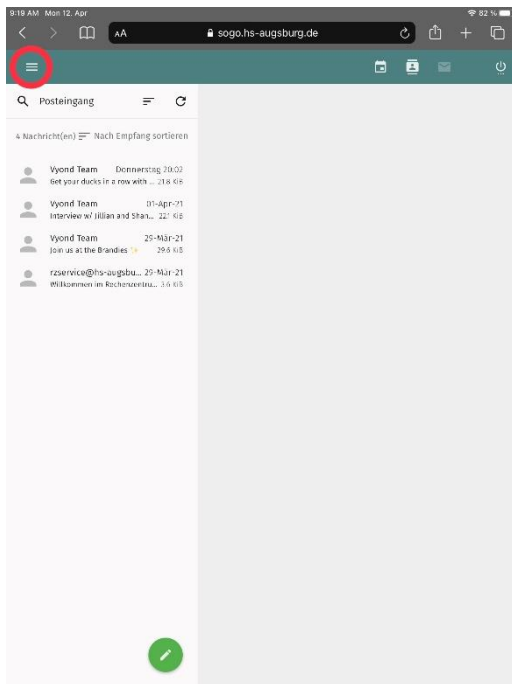 9:19 AM Mon 12. Apr 82 %
AA sogo.hs-augsburg.de
Posteingang
4 Nachricht(en) Nach Empfang sortieren
Vyond Team Donnerstag 20:02
Get your ducks in a row with ... 21.8 KiB
Vyond Team 01-Apr-21
Interview w/ Jillian and Shan... 22.1 KiB
Vyond Team 29-Mär-21
Join us at the Brandies ✨ 29.6 KiB
rzservice@hs-augsbu... 29-Mär-21
Willkommen im Rechenzentru... 3.6 KiB